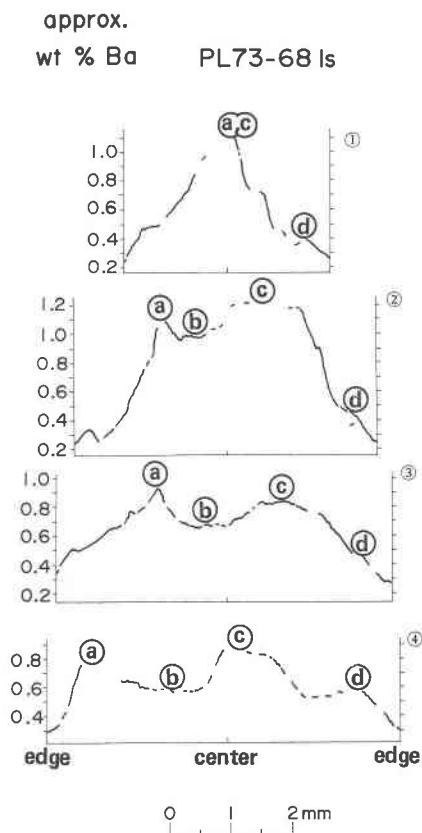 approx.
wt % Ba PL73-68 ls
ⓐ ⓒ ①
1.0
0.8
0.6
0.4 ⓓ
0.2
1.2 ⓐ ⓑ ⓒ ②
1.0
0.8
0.6
0.4 ⓓ
0.2
1.0 ⓐ ⓒ ③
0.8
0.6 ⓑ
0.4 ⓓ
0.2
ⓐ ⓒ ④
0.8
0.6 ⓑ ⓓ
0.4
edge center edge
0 1 2 mm